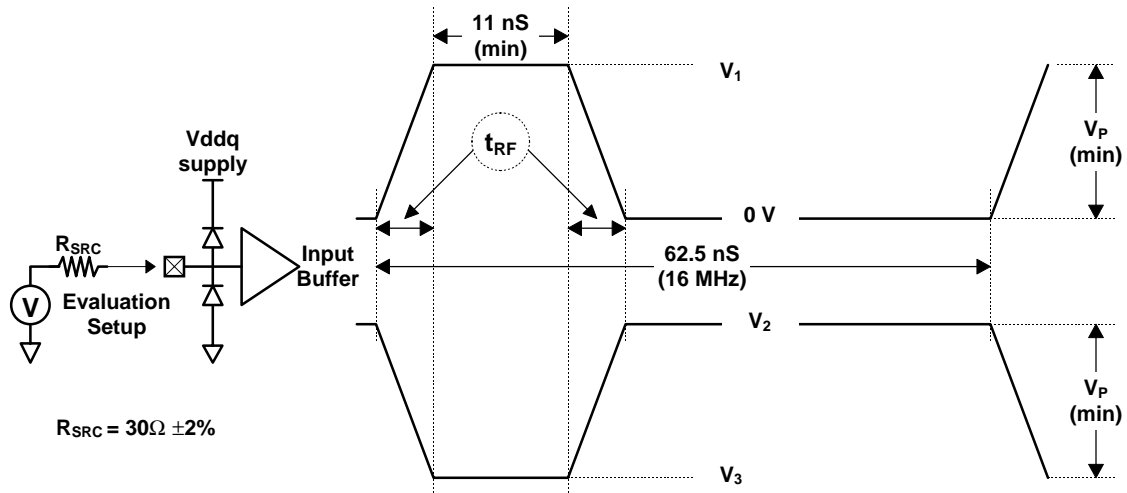 11 nS
(min)
V₁
Vddq
supply
tRF
VP
(min)
0 V
RSRC
Input
Buffer
62.5 nS
(16 MHz)
V
Evaluation
Setup
V₂
VP
(min)
RSRC = 30Ω ±2%
V₃